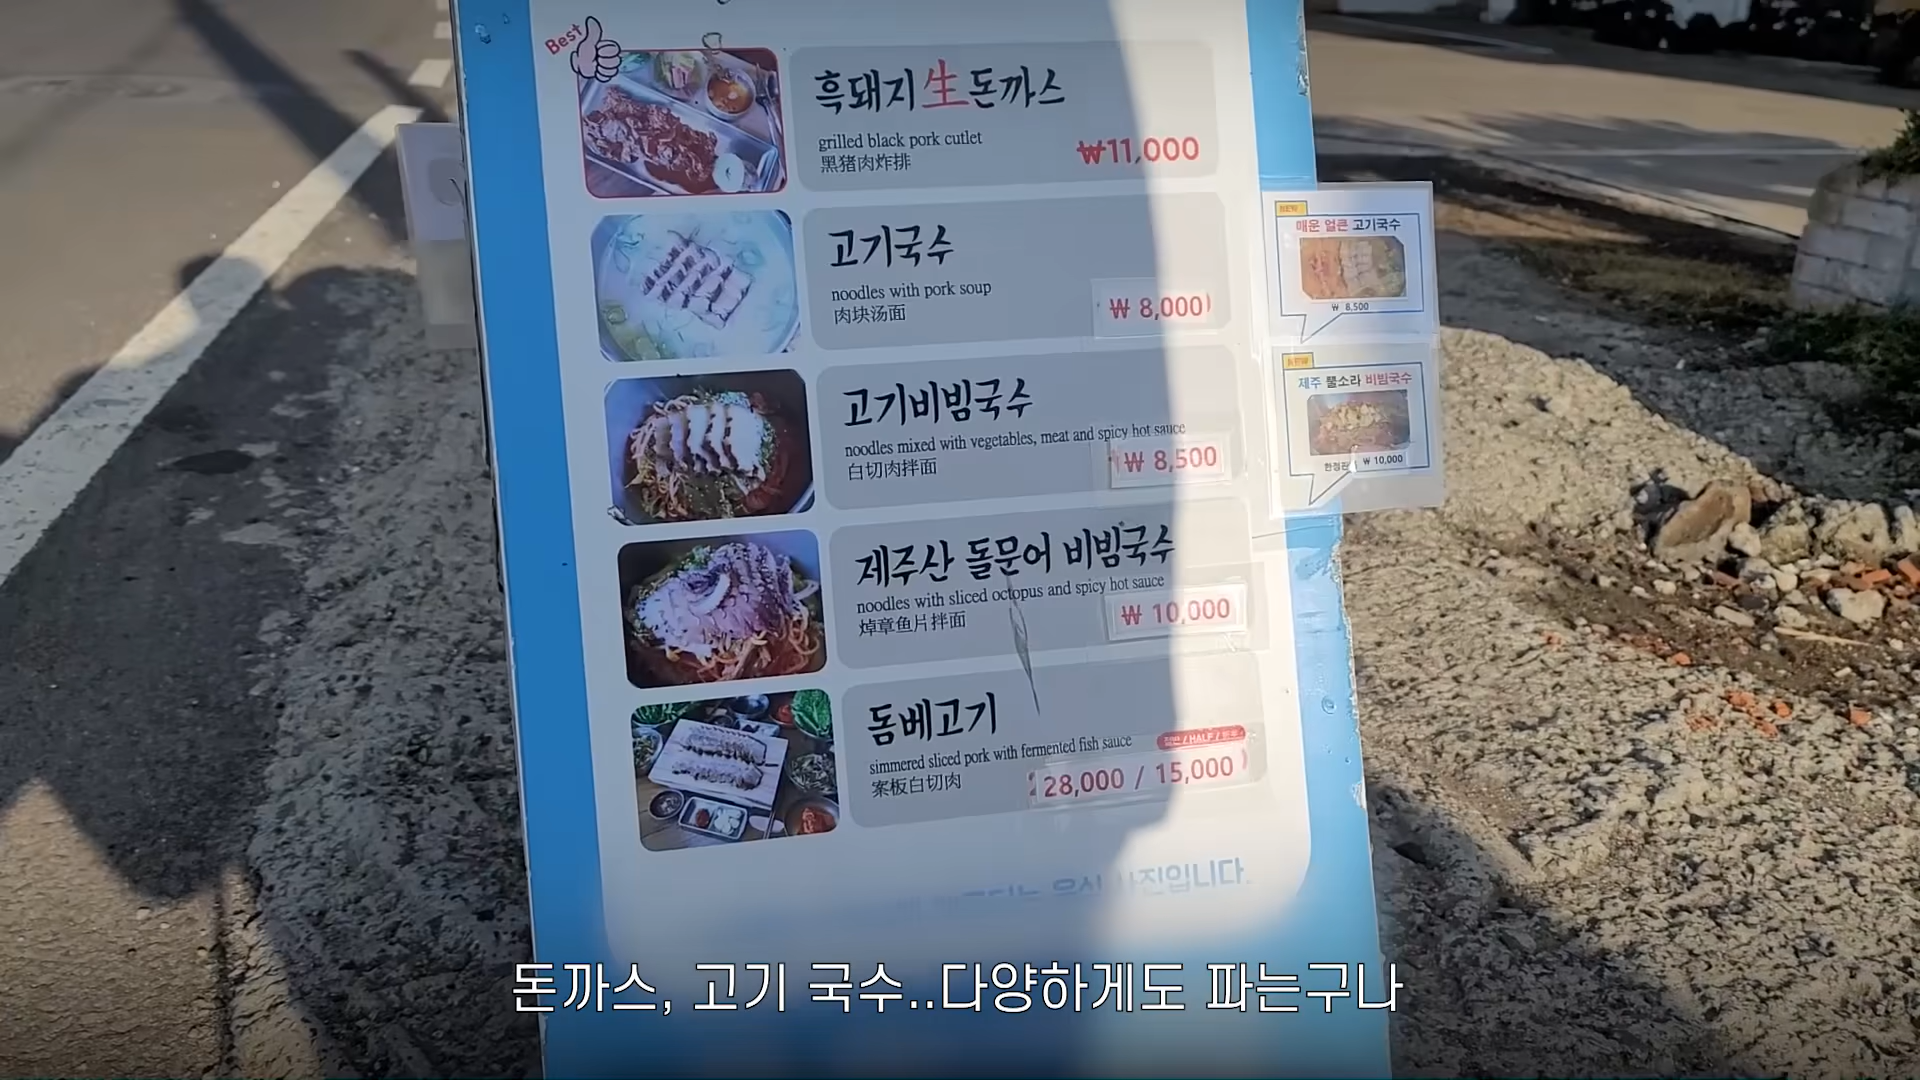 Best
흑돼지生돈까스
grilled black pork cutlet
黑猪肉炸排
₩11,000
고기국수
noodles with pork soup
肉块汤面
₩ 8,000
NEW
매운 얼큰 고기국수
₩ 8,500
고기비빔국수
noodles mixed with vegetables, meat and spicy hot sauce
白切肉拌面
₩ 8,500
NEW
제주 뿔소라 비빔국수
₩ 10,000
제주산 돌문어 비빔국수
noodles with sliced octopus and spicy hot sauce
焯章鱼片拌面
₩ 10,000
돔베고기
simmered sliced pork with fermented fish sauce
案板白切肉
/ HALF /
28,000 / 15,000
사진입니다.
돈까스, 고기 국수..다양하게도 파는구나